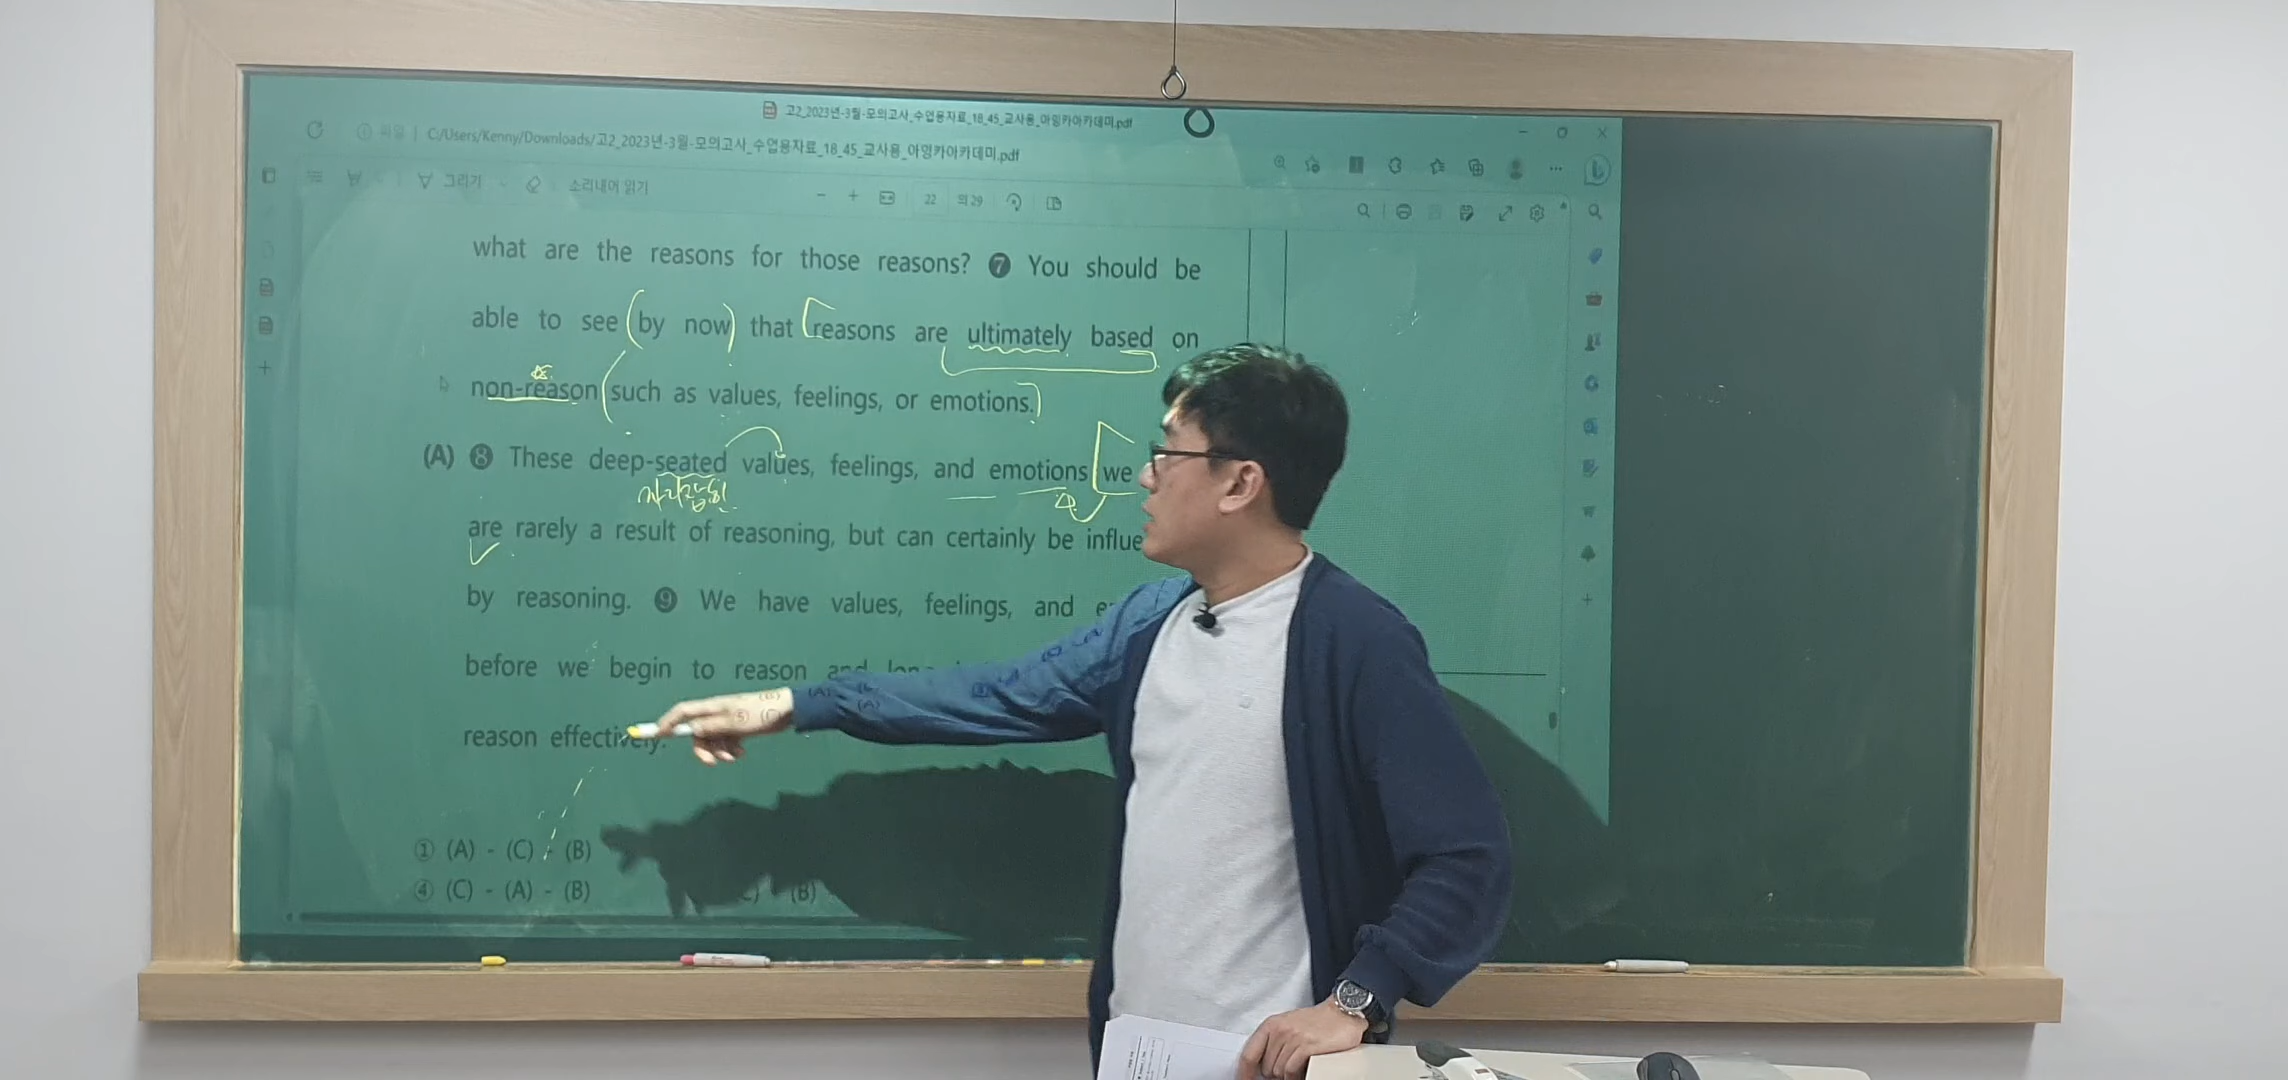 고2_2023년-3월-모의고사_수업용자료_18_45_교사용_아잉카아카데미.pdf
파일 | C:/Users/Kenny/Downloads/고2_2023년-3월-모의고사_수업용자료_18_45_교사용_아잉카아카데미.pdf
그리기 소리내어 읽기 − + 22 의 29
what are the reasons for those reasons? ❼ You should be
able to see (by now) that [reasons are ultimately based on
non-reason (such as values, feelings, or emotions.]
(A) ❽ These deep-seated values, feelings, and emotions [we
자리잡힌
are rarely a result of reasoning, but can certainly be influe
by reasoning. ❾ We have values, feelings, and e
before we begin to reason and
reason effectively.
① (A) - (C) - (B)
④ (C) - (A) - (B) (B)